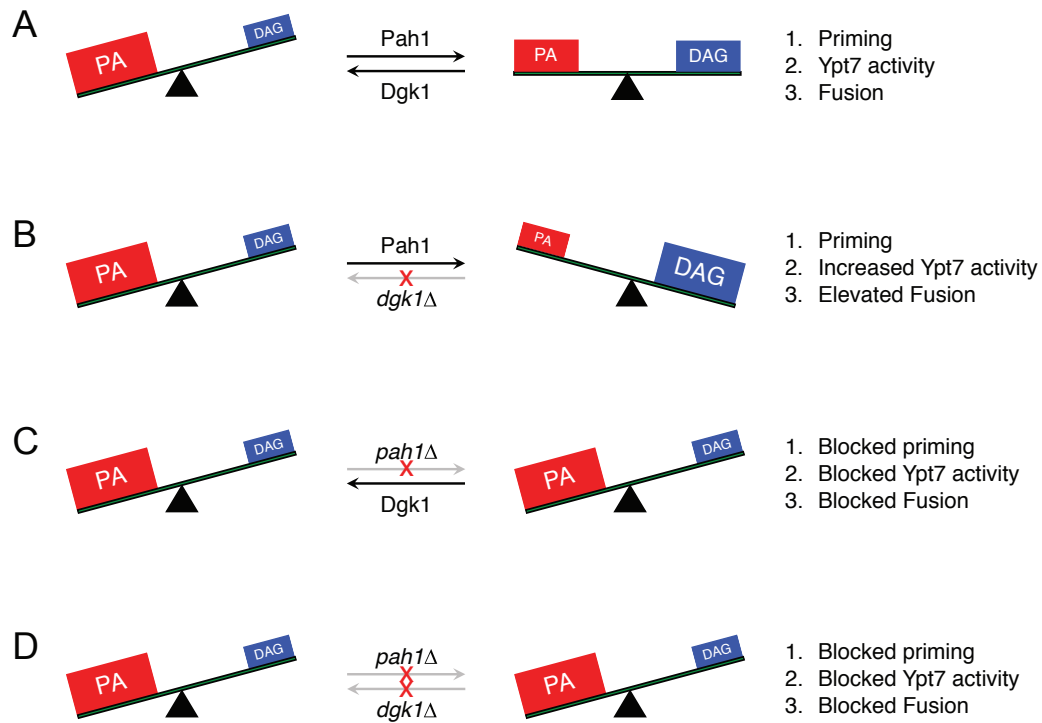 A
PA
DAG
Pah1
Dgk1
PA
DAG
1. Priming
2. Ypt7 activity
3. Fusion
B
PA
DAG
Pah1
X
dgk1Δ
PA
DAG
1. Priming
2. Increased Ypt7 activity
3. Elevated Fusion
C
PA
DAG
pah1Δ
X
Dgk1
PA
DAG
1. Blocked priming
2. Blocked Ypt7 activity
3. Blocked Fusion
D
PA
DAG
pah1Δ
X
X
dgk1Δ
PA
DAG
1. Blocked priming
2. Blocked Ypt7 activity
3. Blocked Fusion